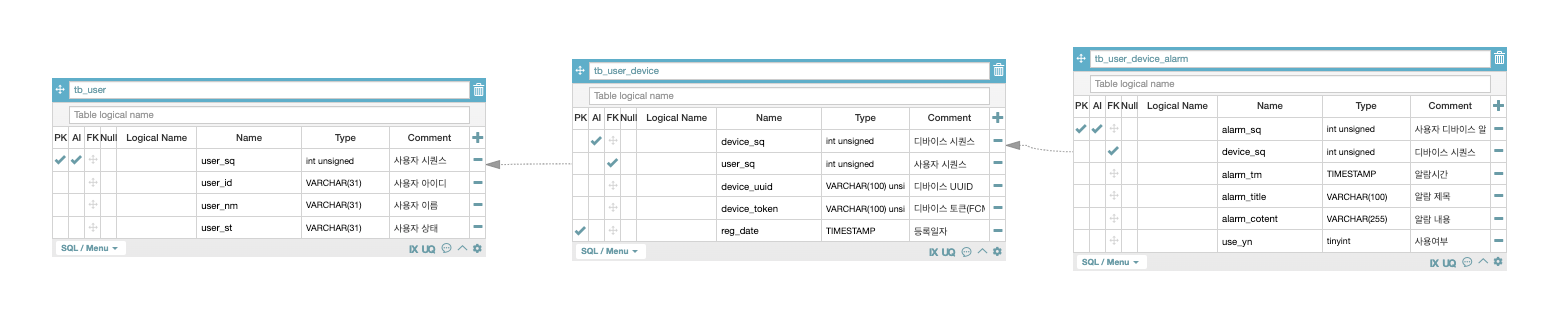 tb_user
Table logical name
PK AI FK Null Logical Name Name Type Comment
user_sq int unsigned 사용자 시퀀스
user_id VARCHAR(31) 사용자 아이디
user_nm VARCHAR(31) 사용자 이름
user_st VARCHAR(31) 사용자 상태
SQL / Menu IX UQ
tb_user_device
Table logical name
PK AI FK Null Logical Name Name Type Comment
device_sq int unsigned 디바이스 시퀀스
user_sq int unsigned 사용자 시퀀스
device_uuid VARCHAR(100) unsi 디바이스 UUID
device_token VARCHAR(100) unsi 디바이스 토큰(FCM
reg_date TIMESTAMP 등록일자
SQL / Menu IX UQ
tb_user_device_alarm
Table logical name
PK AI FK Null Logical Name Name Type Comment
alarm_sq int unsigned 사용자 디바이스 알
device_sq int unsigned 디바이스 시퀀스
alarm_tm TIMESTAMP 알람시간
alarm_title VARCHAR(100) 알람 제목
alarm_cotent VARCHAR(255) 알람 내용
use_yn tinyint 사용여부
SQL / Menu IX UQ